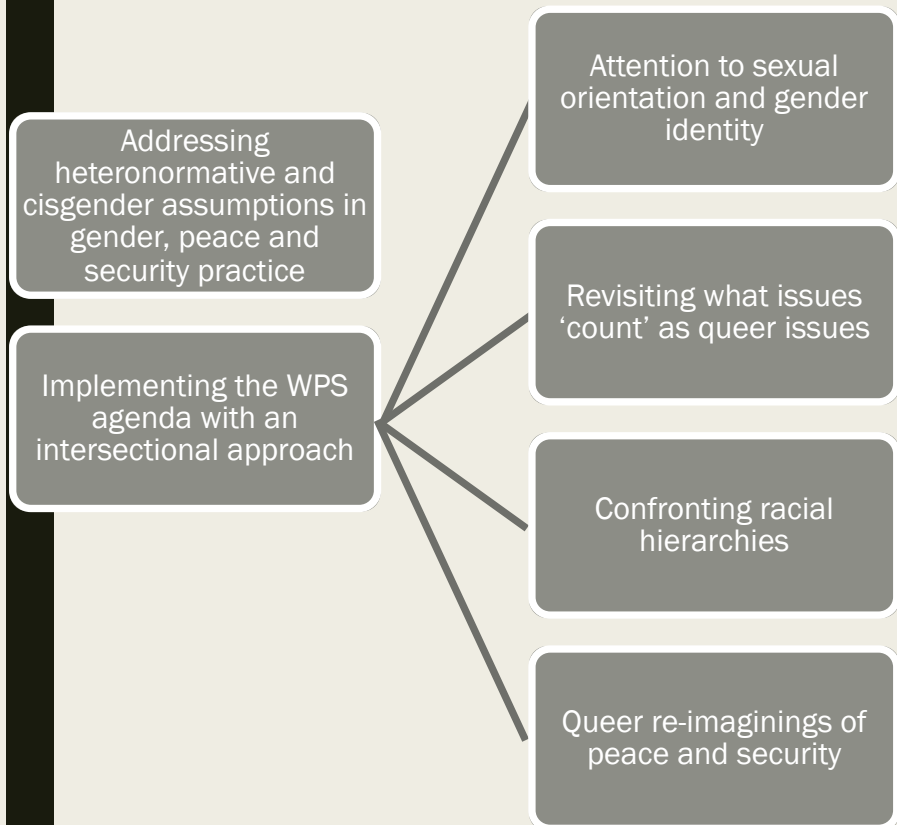 Addressing
heteronormative and
cisgender assumptions in
gender, peace and
security practice
Implementing the WPS
agenda with an
intersectional approach
Attention to sexual
orientation and gender
identity
Revisiting what issues
‘count’ as queer issues
Confronting racial
hierarchies
Queer re-imaginings of
peace and security